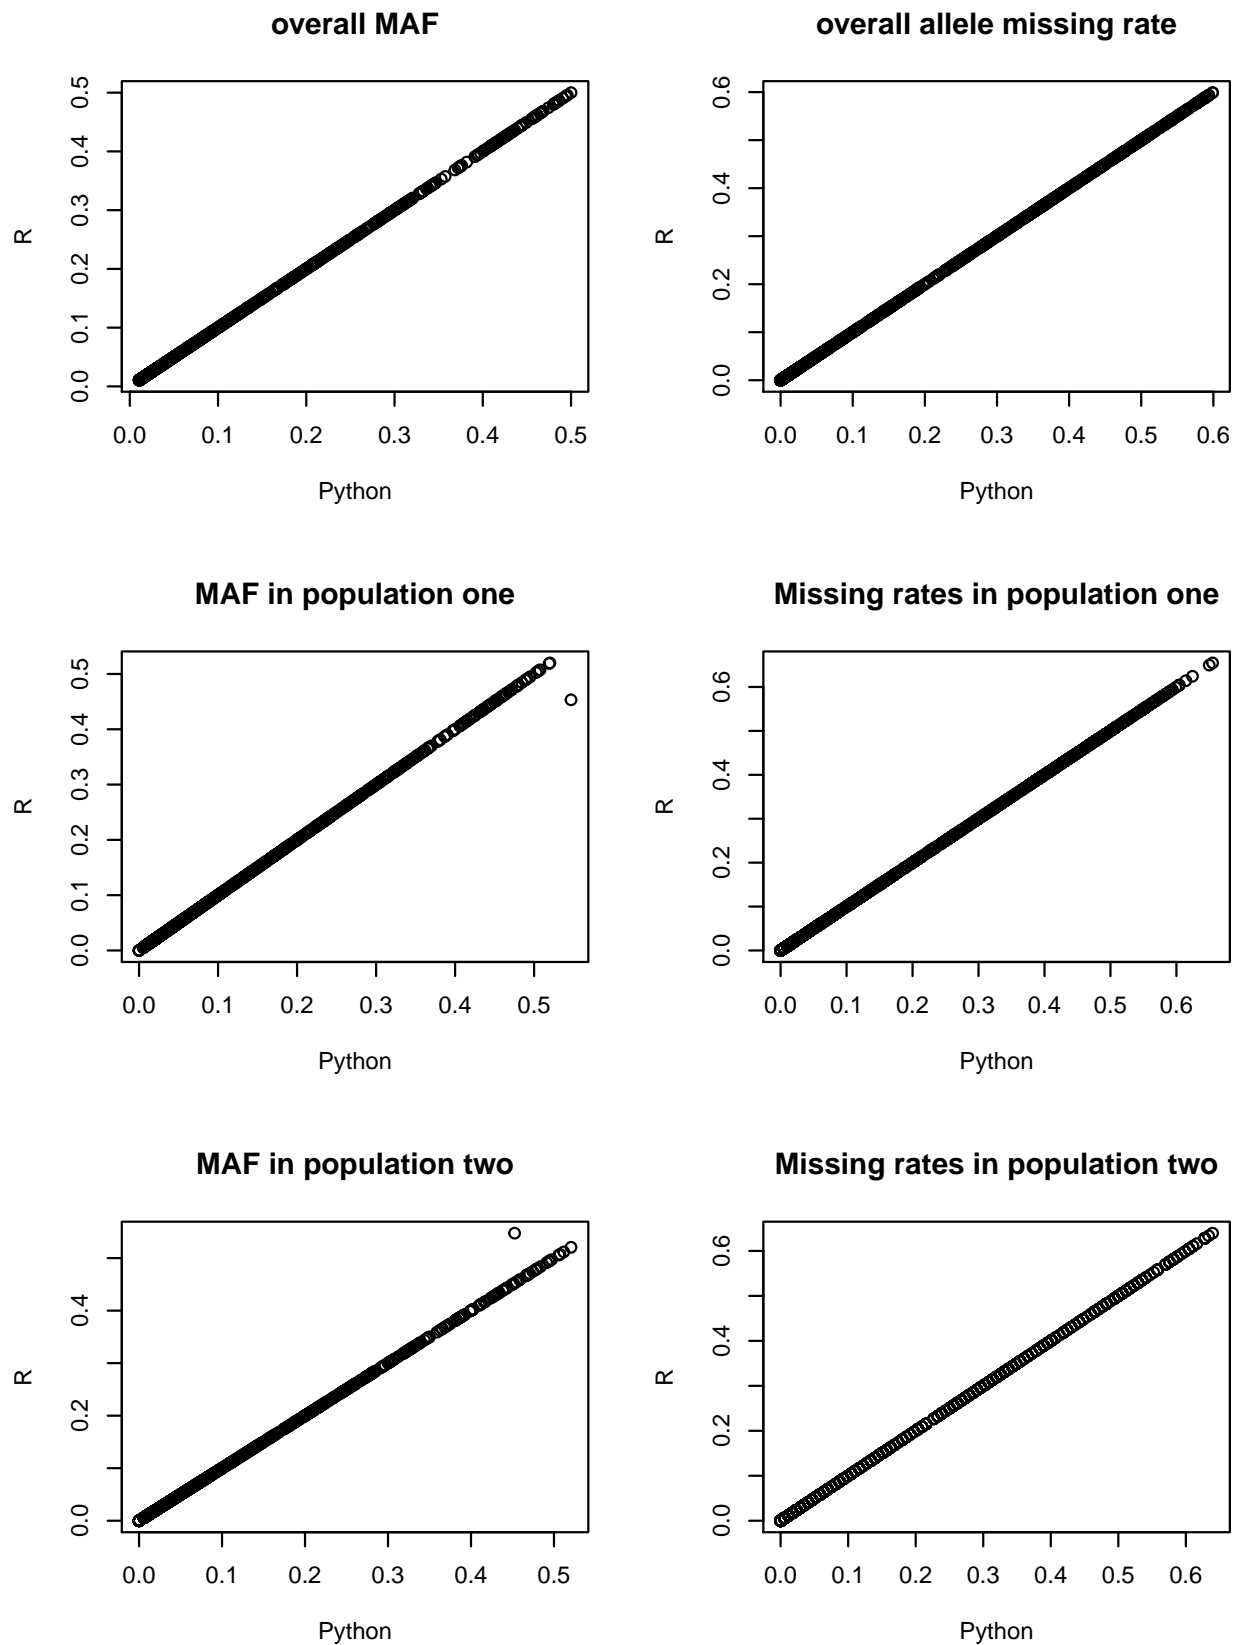 overall MAF
R
0.0 0.1 0.2 0.3 0.4 0.5
0.0 0.1 0.2 0.3 0.4 0.5
Python
overall allele missing rate
R
0.0 0.2 0.4 0.6
0.0 0.1 0.2 0.3 0.4 0.5 0.6
Python
MAF in population one
R
0.0 0.1 0.2 0.3 0.4 0.5
0.0 0.1 0.2 0.3 0.4 0.5
Python
Missing rates in population one
R
0.0 0.2 0.4 0.6
0.0 0.1 0.2 0.3 0.4 0.5 0.6
Python
MAF in population two
R
0.0 0.2 0.4
0.0 0.1 0.2 0.3 0.4 0.5
Python
Missing rates in population two
R
0.0 0.2 0.4 0.6
0.0 0.1 0.2 0.3 0.4 0.5 0.6
Python